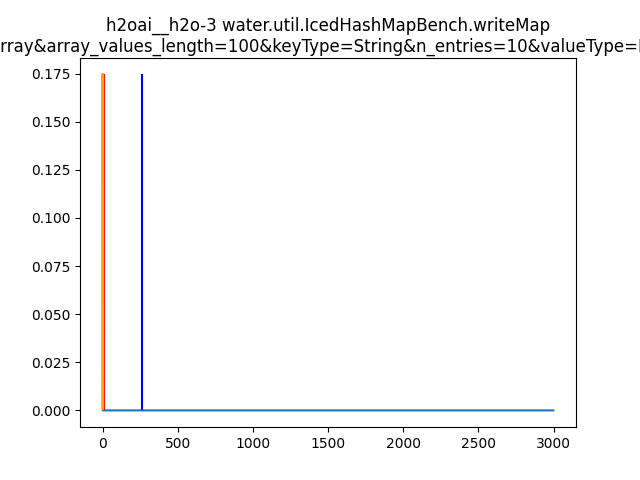 h2oai__h2o-3 water.util.IcedHashMapBench.writeMap
rray&array_values_length=100&keyType=String&n_entries=10&valueType=
0.175
0.150
0.125
0.100
0.075
0.050
0.025
0.000
0 500 1000 1500 2000 2500 3000